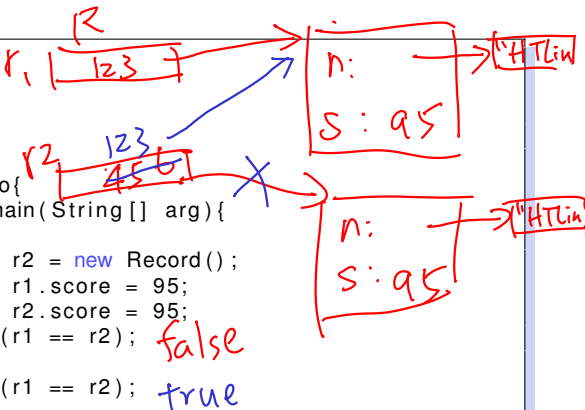 R
r1 123
n: "HTLin
s: 95
r2 123
456
o{
nain(String[] arg){
n: "HTLin"
r2 = new Record();
s: 95
r1.score = 95;
r2.score = 95;
(r1 == r2); false
(r1 == r2); true